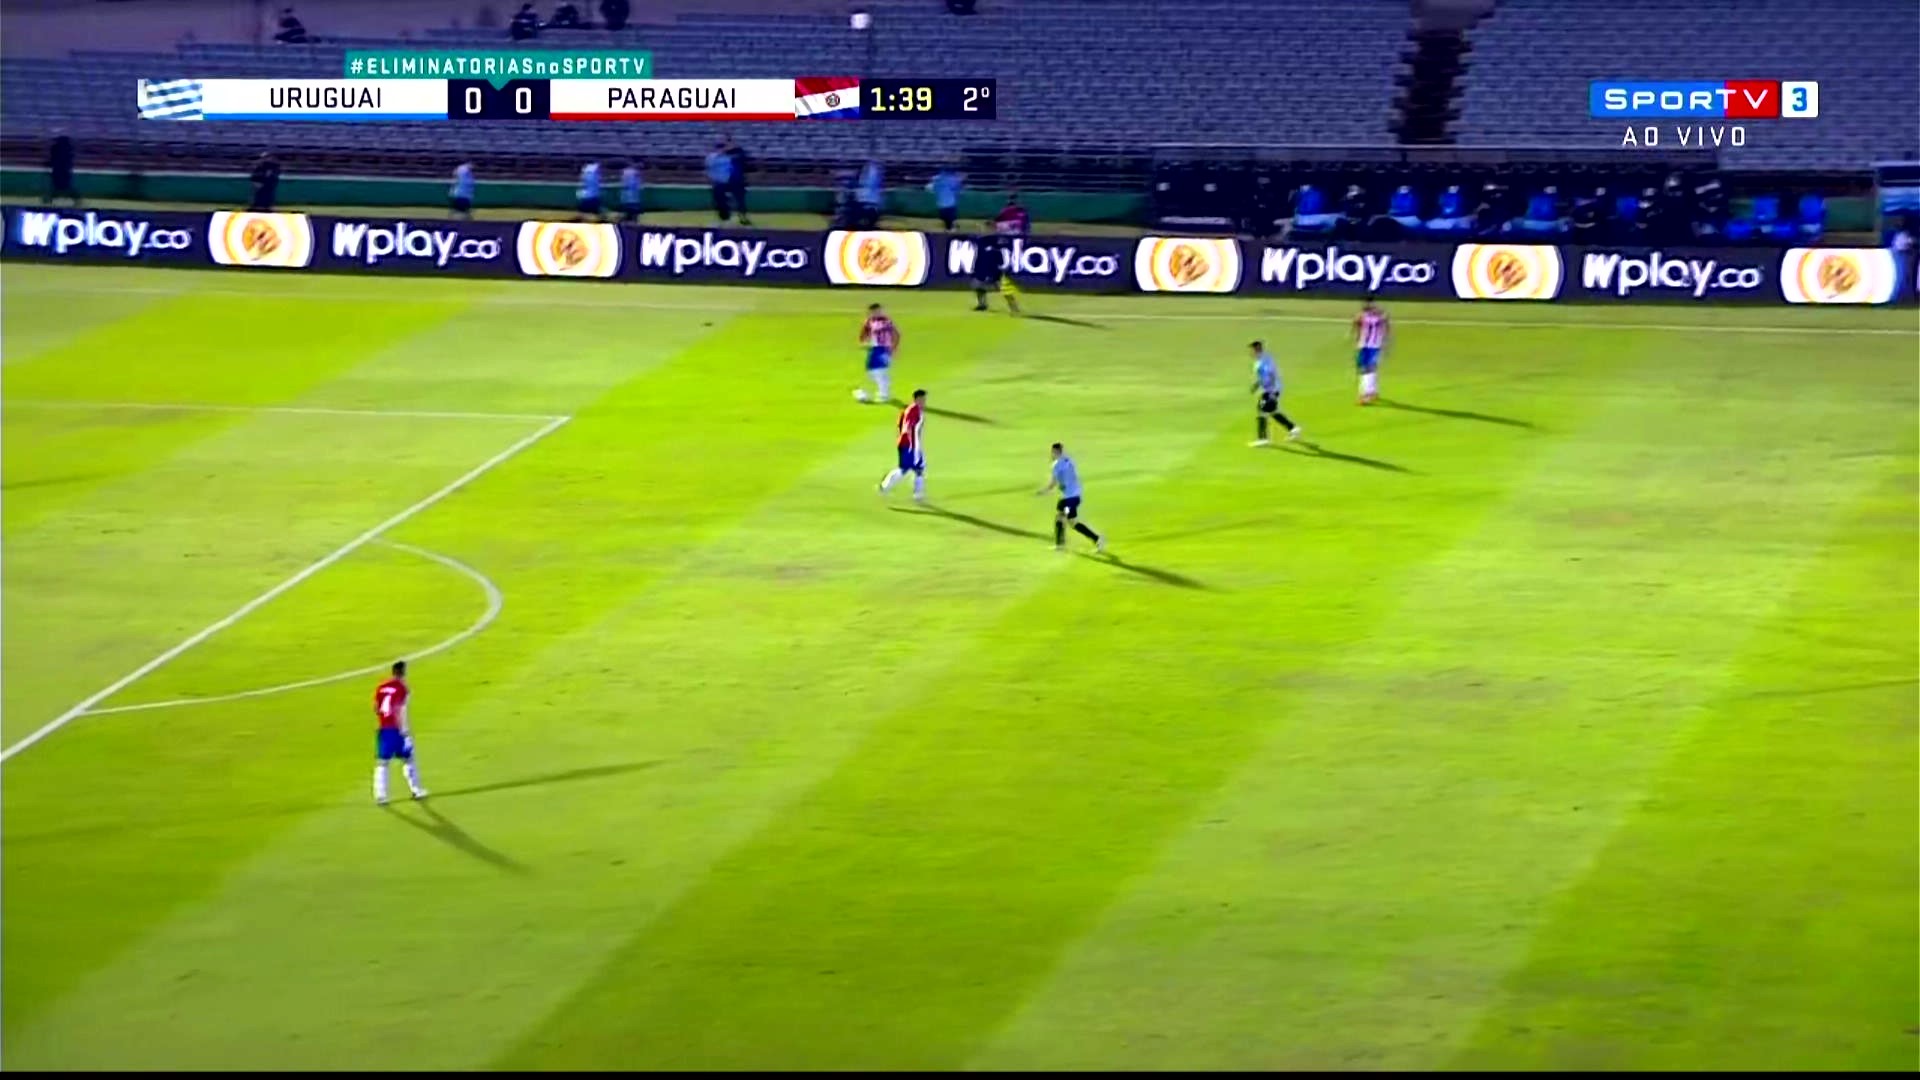 #ELIMINATORIASnoSPORTV
URUGUAI 0 0 PARAGUAI 1:39 2º
SPORTV 3
AO VIVO
Wplay.co Wplay.co Wplay.co Wplay.co Wplay.co Wplay.co
4